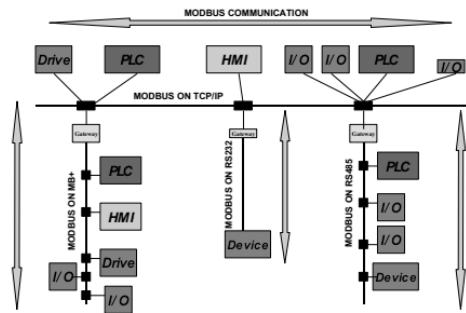 MODBUS COMMUNICATION
Drive
PLC
HMI
I/O
I/O
PLC
I/O
MODBUS ON TCP/IP
Gateway
Gateway
Gateway
MODBUS ON MB+
PLC
HMI
Drive
I/O
I/O
MODBUS ON RS232
Device
MODBUS ON RS485
PLC
I/O
I/O
Device